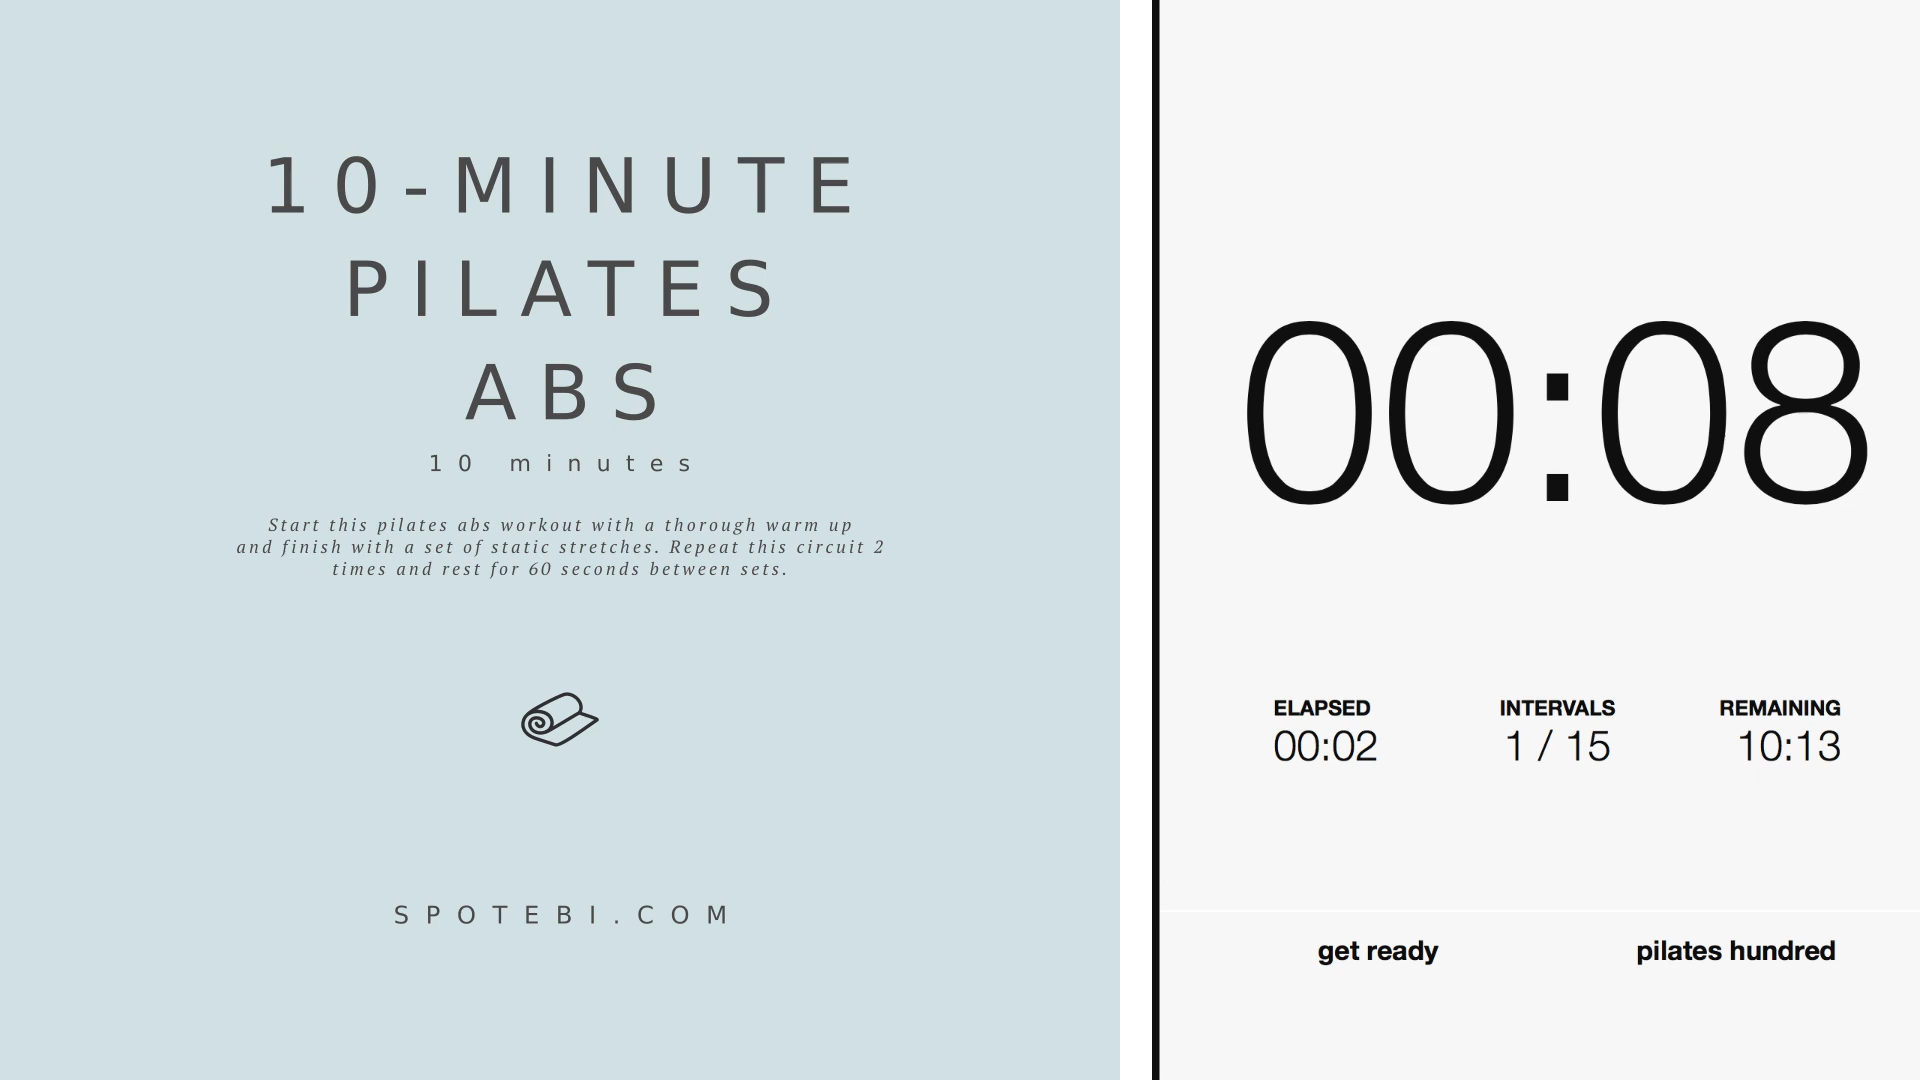 10-MINUTE
PILATES
ABS
10 minutes
Start this pilates abs workout with a thorough warm up
and finish with a set of static stretches. Repeat this circuit 2
times and rest for 60 seconds between sets.
SPOTEBI.COM
00:08
ELAPSED INTERVALS REMAINING
00:02 1 / 15 10:13
get ready pilates hundred